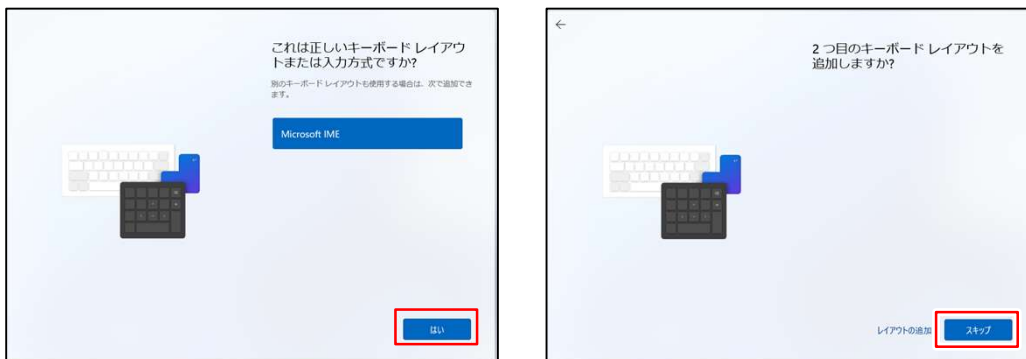 これは正しいキーボード レイアウ
トまたは入力方式ですか?
別のキーボード レイアウトも使用する場合は、次で追加でき
ます。
Microsoft IME
はい
←
2 つ目のキーボード レイアウトを
追加しますか?
レイアウトの追加
スキップ